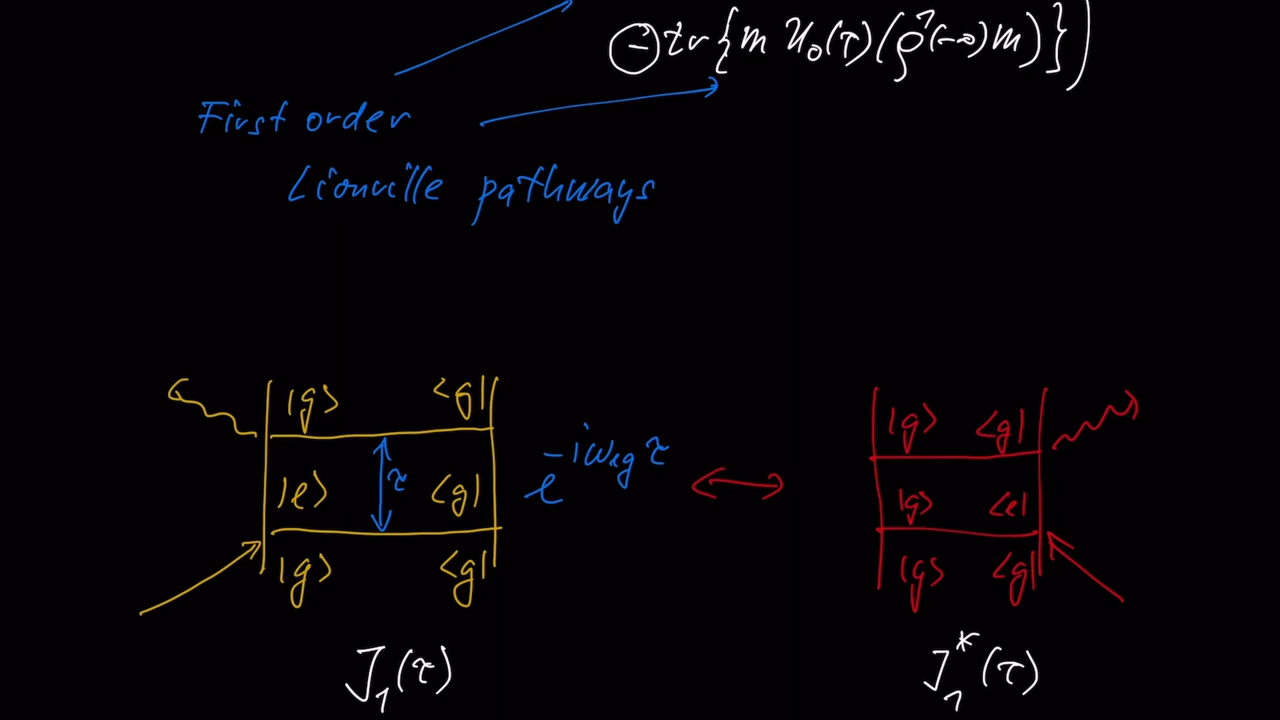 ⊖tr{m U₀(τ)(ρ̂(-∞)m)})
First order
Liouville pathways
|g> <g|
|e> τ <g| e^{-iω_{eg}τ}
|g> <g|
J₁(τ)
|g> <g|
|g> <e|
|g> <g|
J₁*(τ)